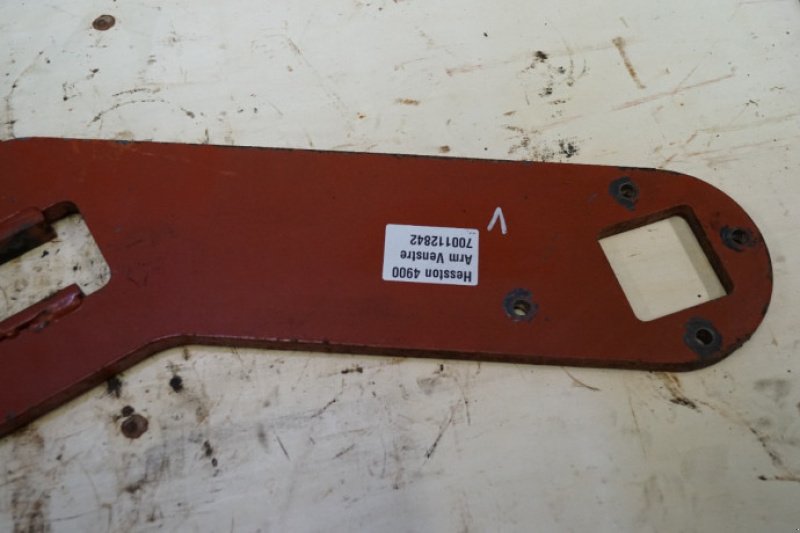 Hesston 4900
Arm Venstre
700112842
V